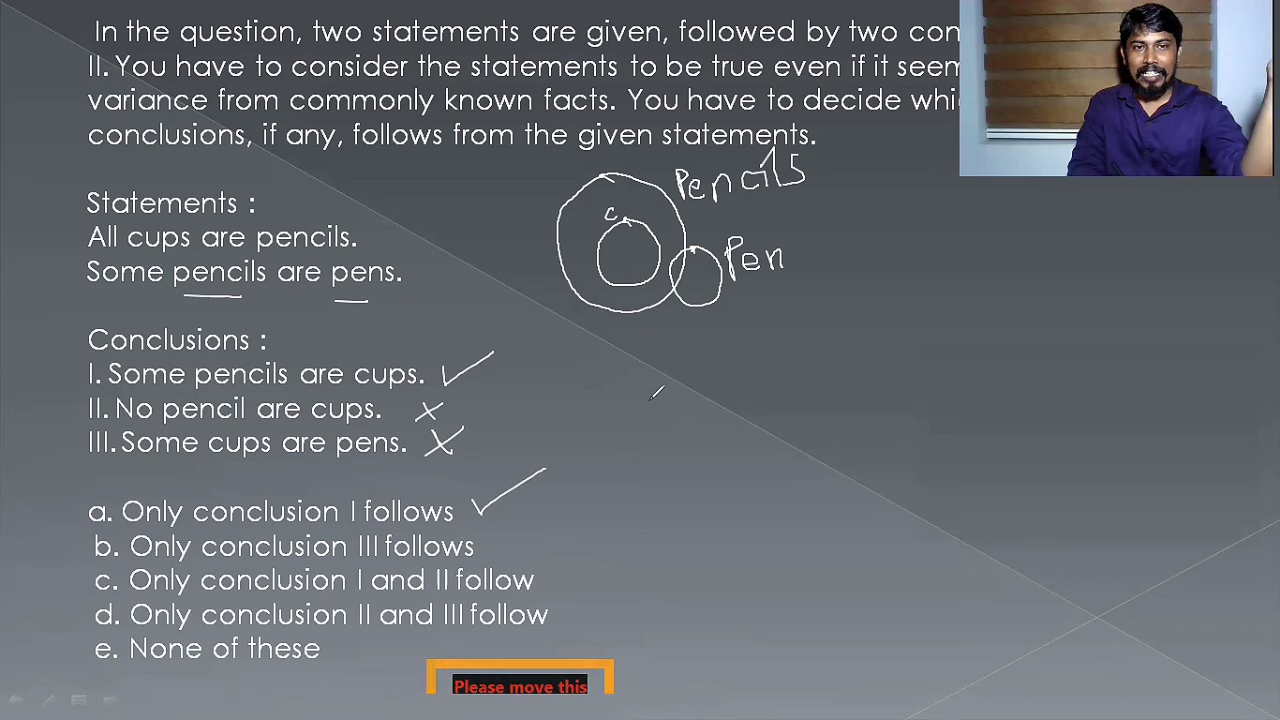 In the question, two statements are given, followed by two con
II. You have to consider the statements to be true even if it seem
variance from commonly known facts. You have to decide whi
conclusions, if any, follows from the given statements.
Pencils
Statements :
C
All cups are pencils.
Pen
Some pencils are pens.
Conclusions :
I. Some pencils are cups.
II. No pencil are cups.
III. Some cups are pens.
a. Only conclusion I follows
b. Only conclusion III follows
c. Only conclusion I and II follow
d. Only conclusion II and III follow
e. None of these
Please move this